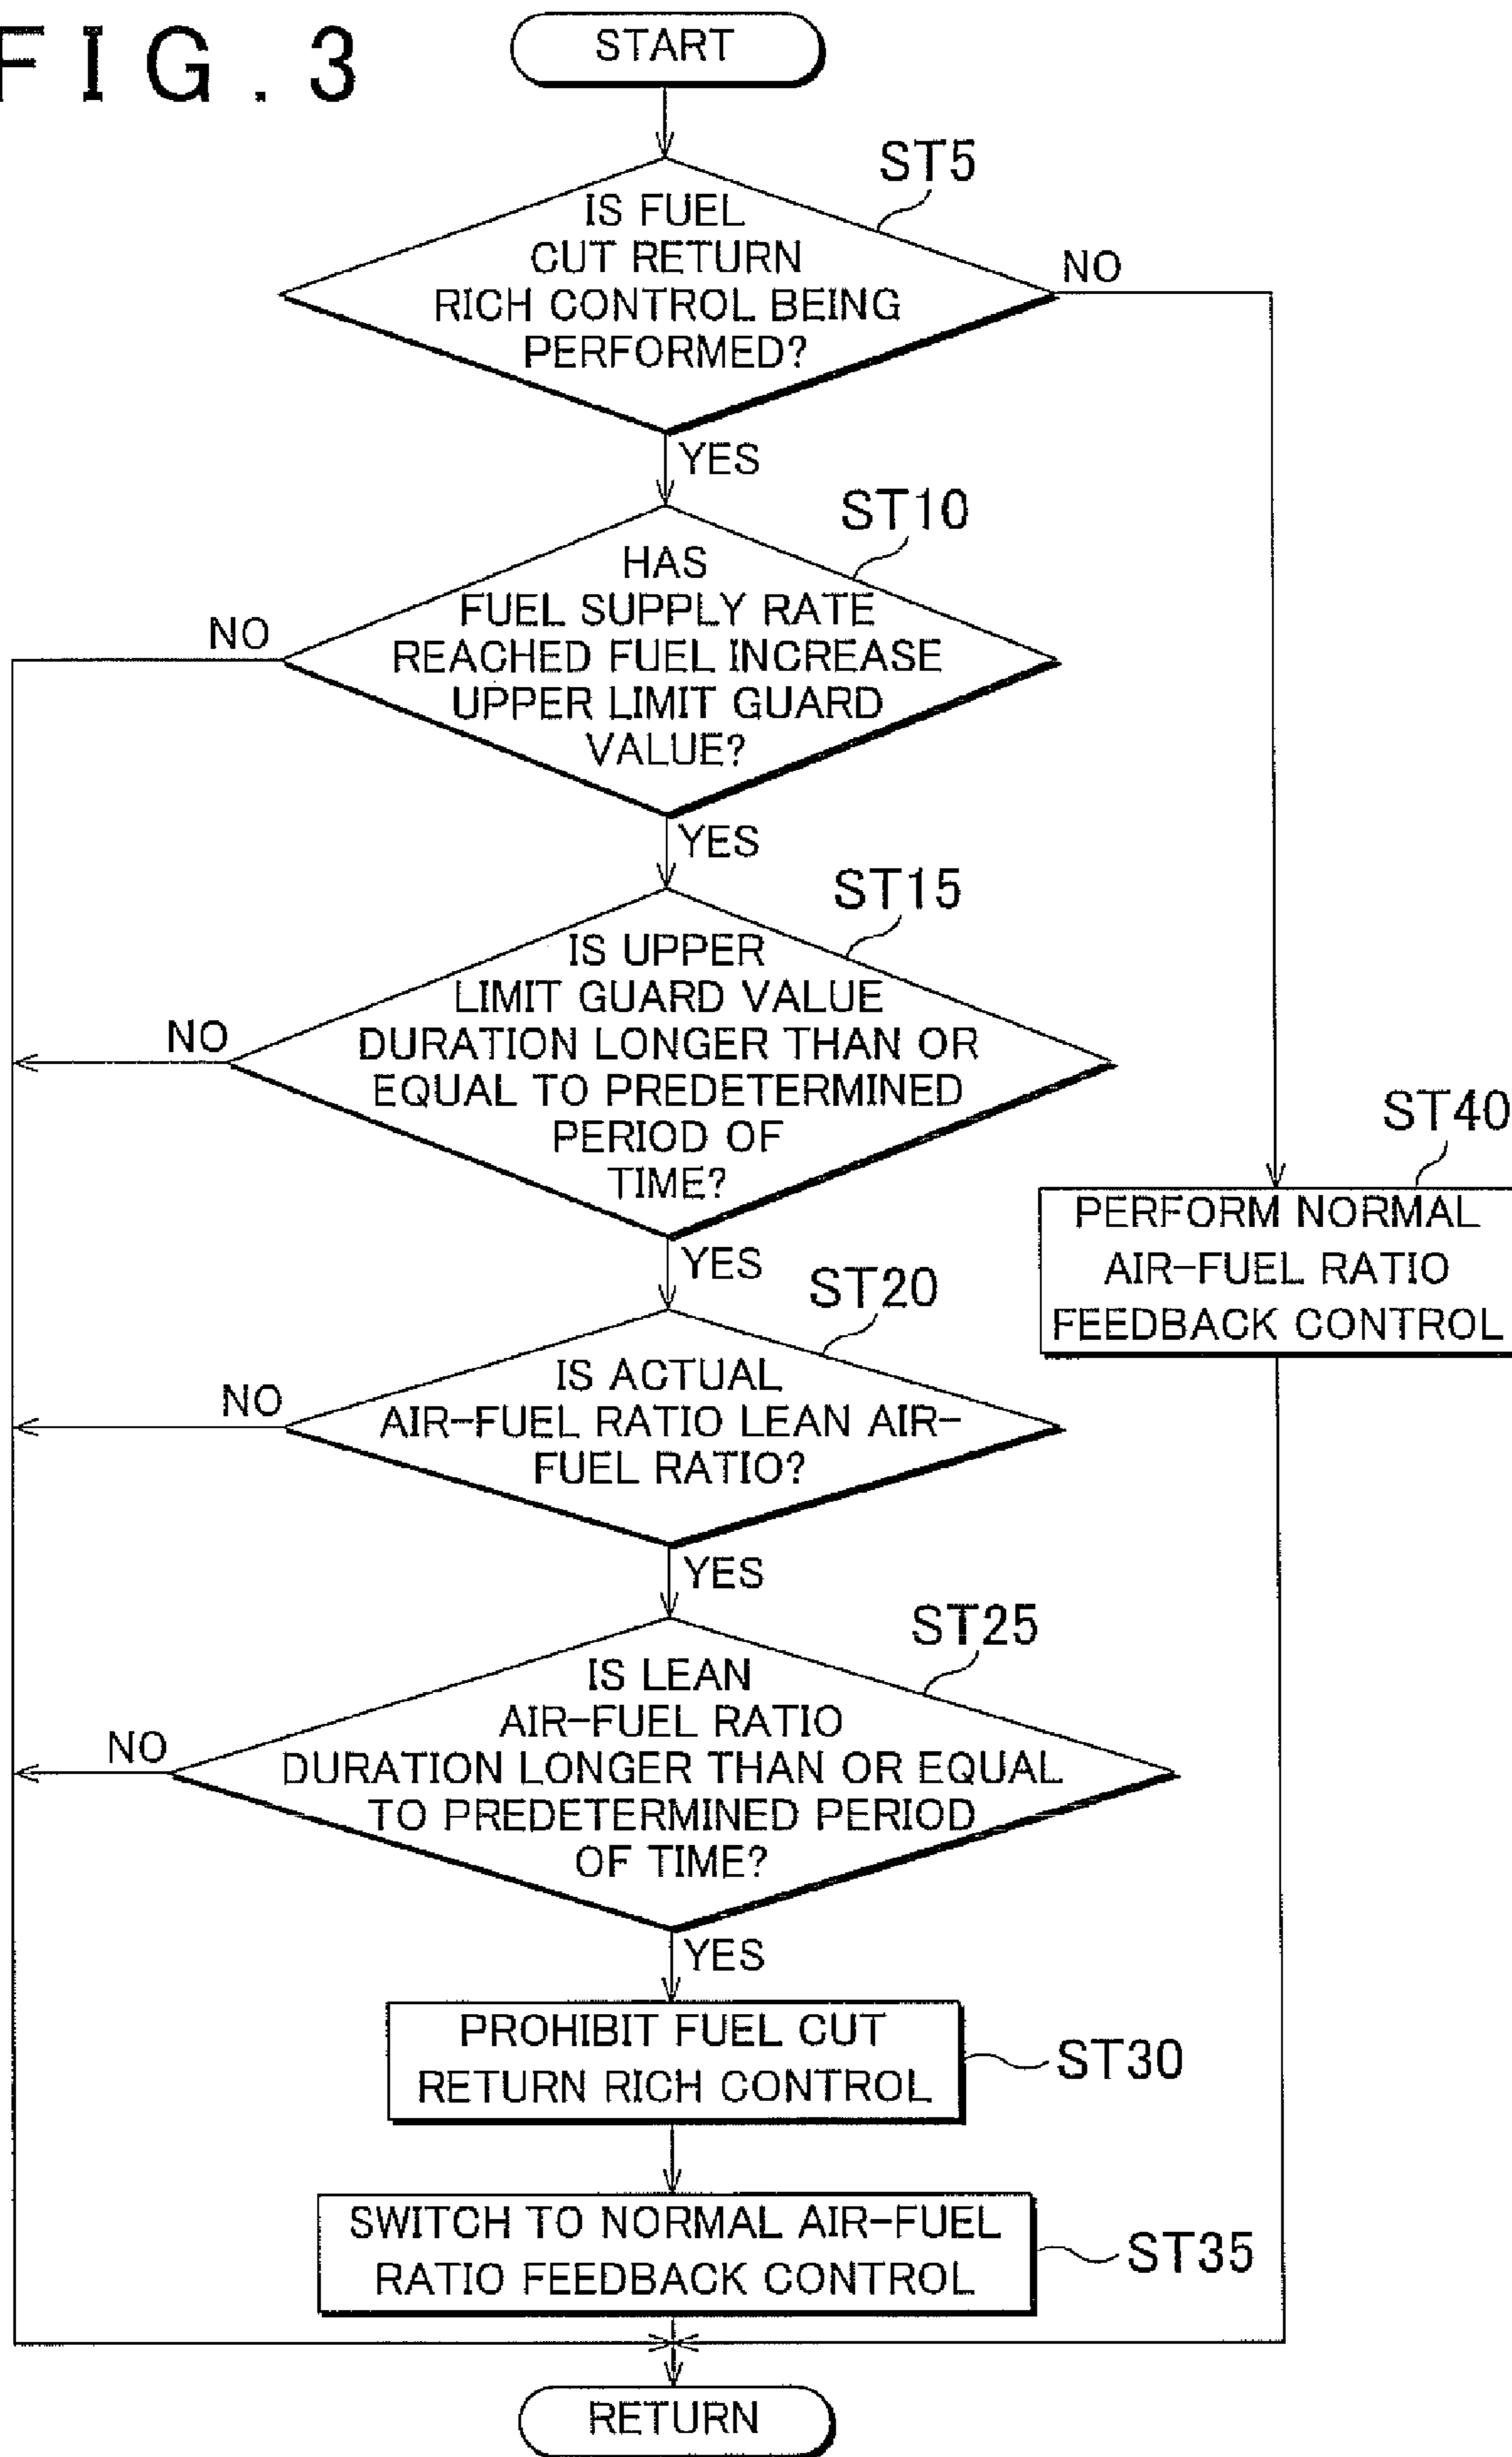 FIG.3
START
ST5
IS FUEL
CUT RETURN
RICH CONTROL BEING
PERFORMED?
NO
YES
ST10
HAS
FUEL SUPPLY RATE
REACHED FUEL INCREASE
UPPER LIMIT GUARD
VALUE?
NO
YES
ST15
IS UPPER
LIMIT GUARD VALUE
DURATION LONGER THAN OR
EQUAL TO PREDETERMINED
PERIOD OF
TIME?
NO
YES
ST40
PERFORM NORMAL
AIR-FUEL RATIO
FEEDBACK CONTROL
ST20
IS ACTUAL
AIR-FUEL RATIO LEAN AIR-
FUEL RATIO?
NO
YES
ST25
IS LEAN
AIR-FUEL RATIO
DURATION LONGER THAN OR EQUAL
TO PREDETERMINED PERIOD
OF TIME?
NO
YES
PROHIBIT FUEL CUT
RETURN RICH CONTROL
ST30
SWITCH TO NORMAL AIR-FUEL
RATIO FEEDBACK CONTROL
ST35
RETURN